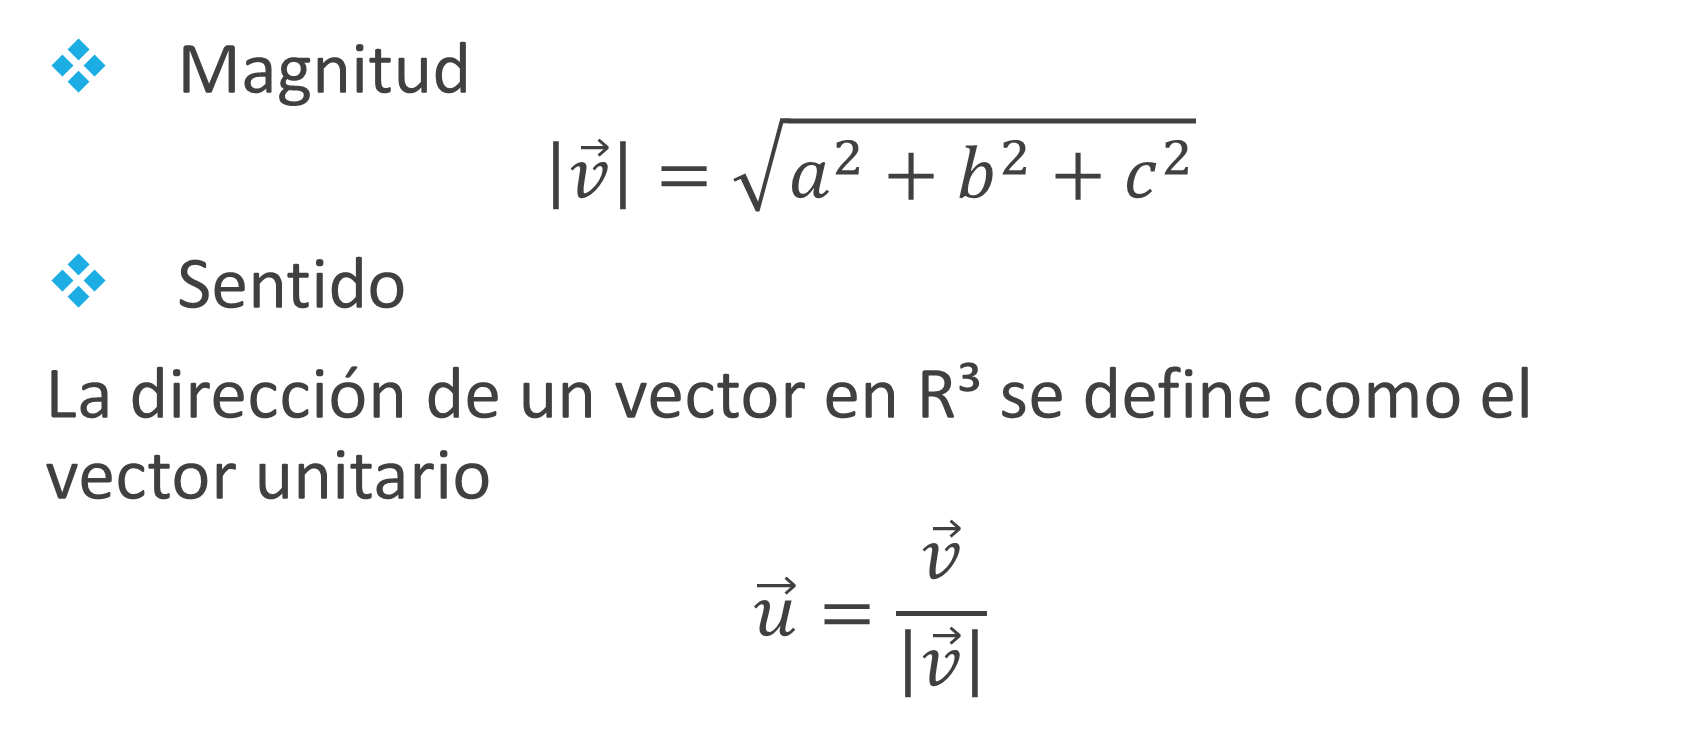 ❖ Magnitud
|v⃗| = √(a² + b² + c²)
❖ Sentido
La dirección de un vector en R³ se define como el
vector unitario
u⃗ = v⃗ / |v⃗|